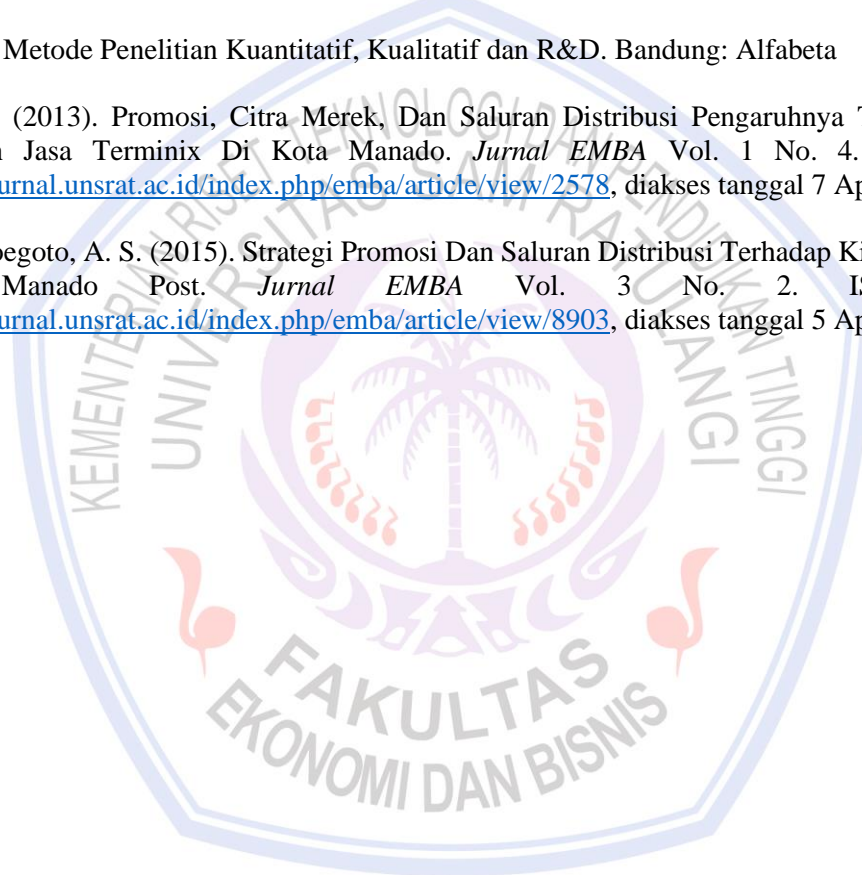 Metode Penelitian Kuantitatif, Kualitatif dan R&D. Bandung: Alfabeta
(2013). Promosi, Citra Merek, Dan Saluran Distribusi Pengaruhnya
Jasa Terminix Di Kota Manado. Jurnal EMBA Vol. 1 No. 4.
urnal.unsrat.ac.id/index.php/emba/article/view/2578, diakses tanggal 7 Ap
oegoto, A. S. (2015). Strategi Promosi Dan Saluran Distribusi Terhadap Ki
Manado Post. Jurnal EMBA Vol. 3 No. 2. IS
urnal.unsrat.ac.id/index.php/emba/article/view/8903, diakses tanggal 5 Ap
KEMENTERIAN RISET TEKNOLOGI DAN PENDIDIKAN TINGGI
UNIVERSITAS SAM RATULANGI
FAKULTAS
EKONOMI DAN BISNIS